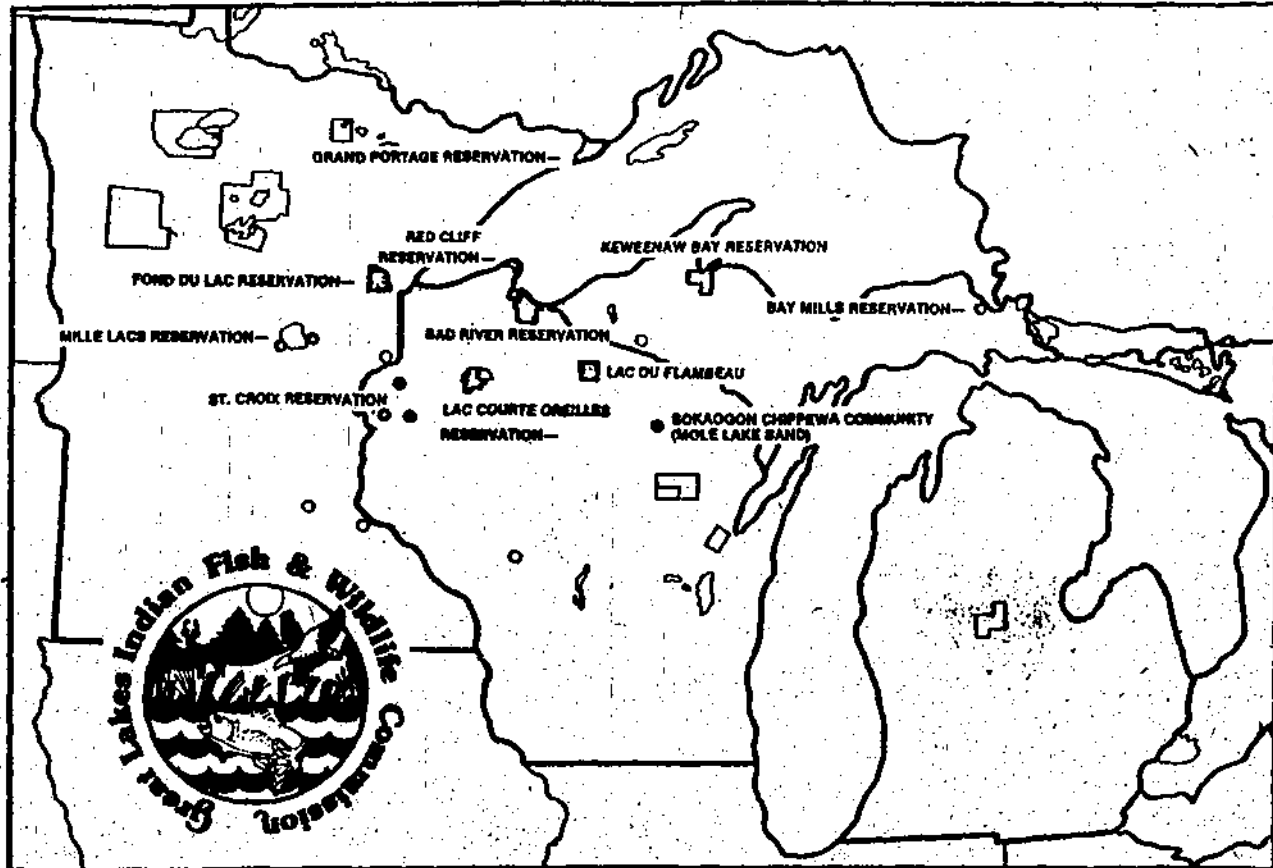 GRAND PORTAGE RESERVATION—
RED CLIFF
RESERVATION—
KEWEENAW BAY RESERVATION
FOND DU LAC RESERVATION—
BAY MILLS RESERVATION—
MILLE LACS RESERVATION—
BAD RIVER RESERVATION
LAC DU FLAMBEAU
ST. CROIX RESERVATION
LAC COURTE OREILLES
RESERVATION—
SOKAOGON CHIPPEWA COMMUNITY
(MOLE LAKE BAND)
Great Lakes Indian Fish & Wildlife Commission